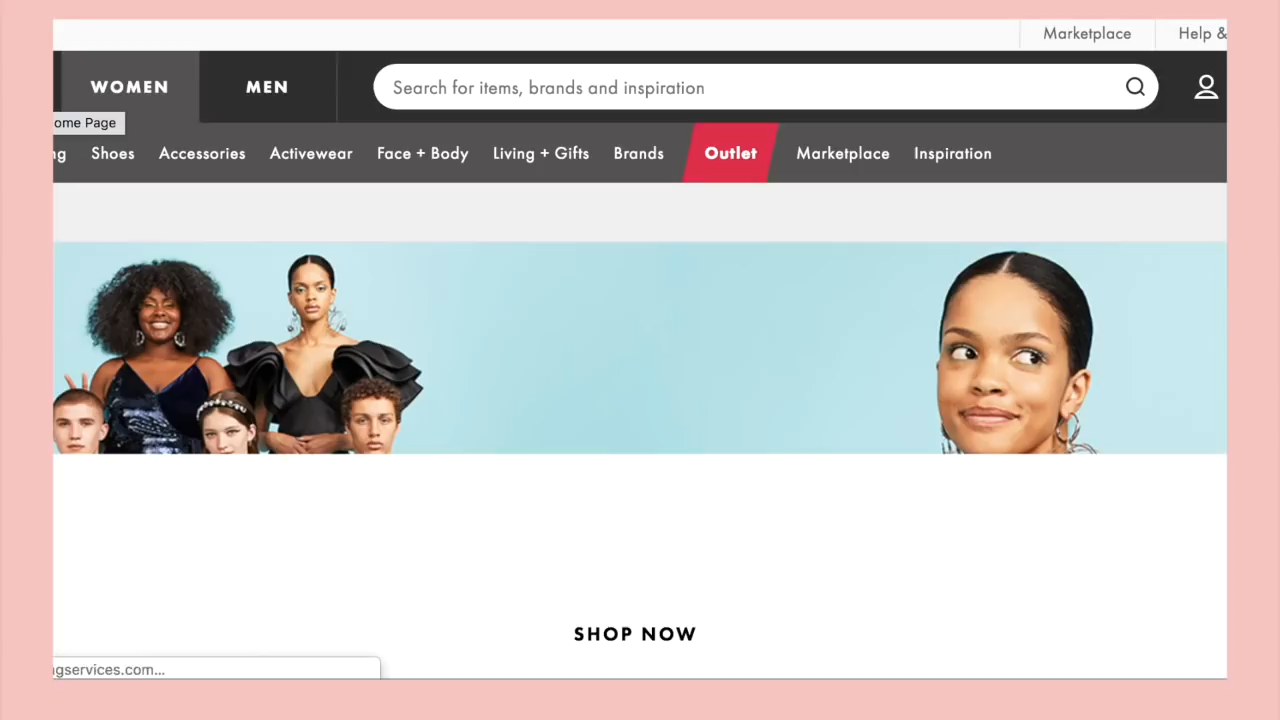 Marketplace Help &
WOMEN MEN Search for items, brands and inspiration
ome Page
ng Shoes Accessories Activewear Face + Body Living + Gifts Brands Outlet Marketplace Inspiration
SHOP NOW
gservices.com...